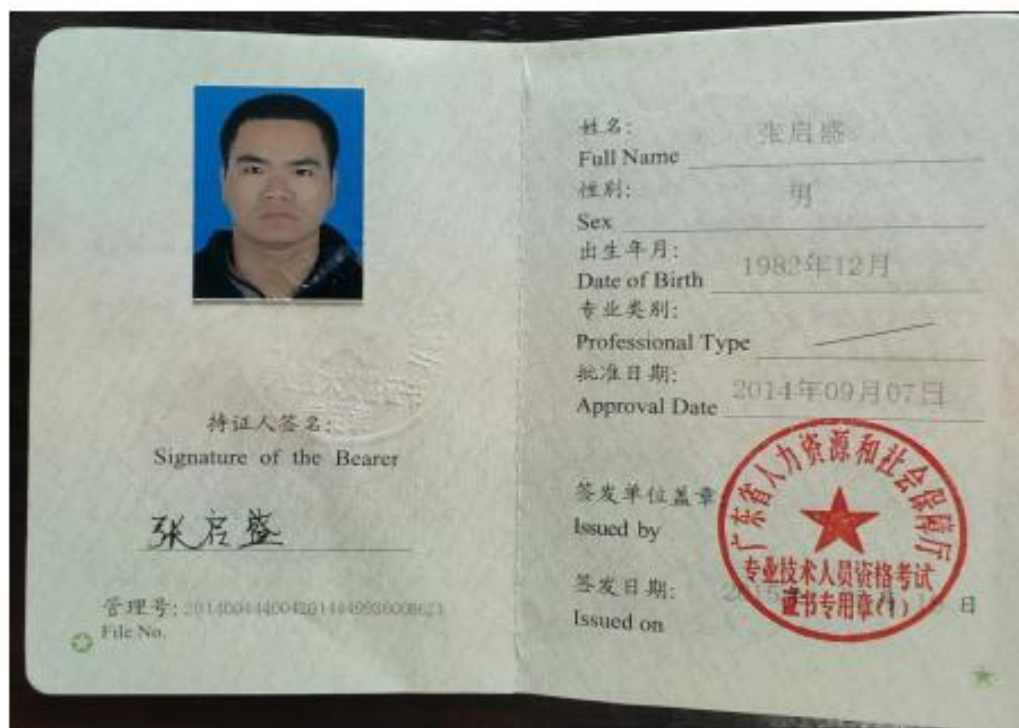 持证人签名:
Signature of the Bearer
张启盛
管理号:
File No.
姓名: 张启盛
Full Name
性别: 男
Sex
出生年月: 1982年12月
Date of Birth
专业类别:
Professional Type
批准日期: 2014年09月07日
Approval Date
签发单位盖章
Issued by
签发日期: 日
Issued on
广东省人力资源和社会保障厅
专业技术人员资格考试
证书专用章(1)